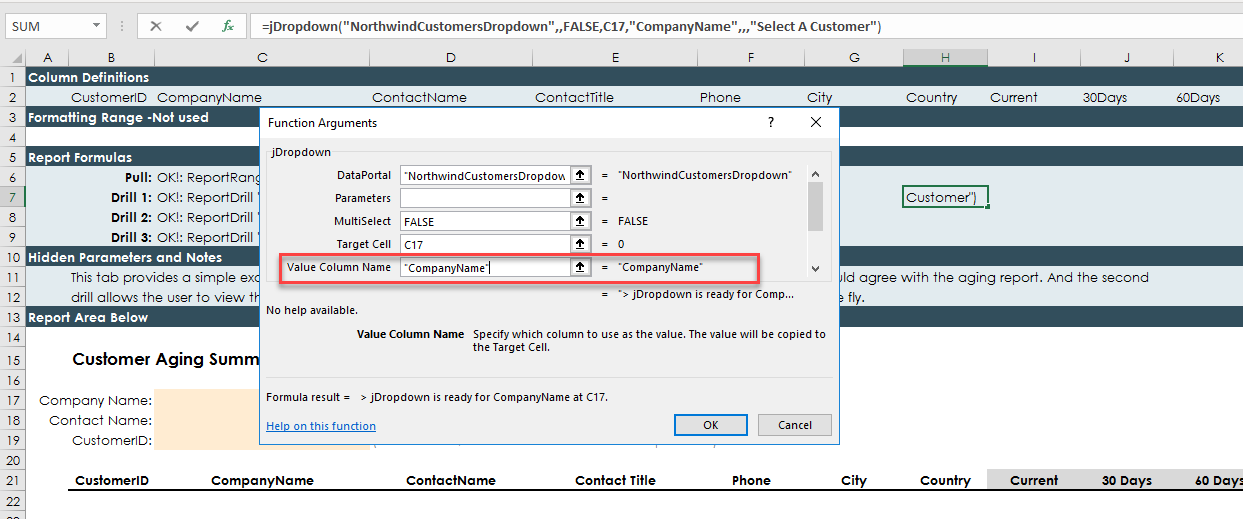 SUM
fx
=jDropdown("NorthwindCustomersDropdown",,FALSE,C17,"CompanyName",,,"Select A Customer")
A B C D E F G H I J K
1 Column Definitions
2 CustomerID CompanyName ContactName ContactTitle Phone City Country Current 30Days 60Days
3 Formatting Range -Not used
4
5 Report Formulas
6 Pull: OK!: ReportRang
7 Drill 1: OK!: ReportDrill Customer")
8 Drill 2: OK!: ReportDrill
9 Drill 3: OK!: ReportDrill
10 Hidden Parameters and Notes
11 This tab provides a simple exa uld agree with the aging report. And the second
12 drill allows the user to view th e fly.
13 Report Area Below
14
15 Customer Aging Summ
16
17 Company Name:
18 Contact Name:
19 CustomerID:
20
21 CustomerID CompanyName ContactName Contact Title Phone City Country Current 30 Days 60 Days
22
Function Arguments ?
jDropdown
DataPortal "NorthwindCustomersDropdow = "NorthwindCustomersDropdown"
Parameters =
MultiSelect FALSE = FALSE
Target Cell C17 = 0
Value Column Name "CompanyName" = "CompanyName"
= "> jDropdown is ready for Comp...
No help available.
Value Column Name Specify which column to use as the value. The value will be copied to
the Target Cell.
Formula result = > jDropdown is ready for CompanyName at C17.
Help on this function OK Cancel